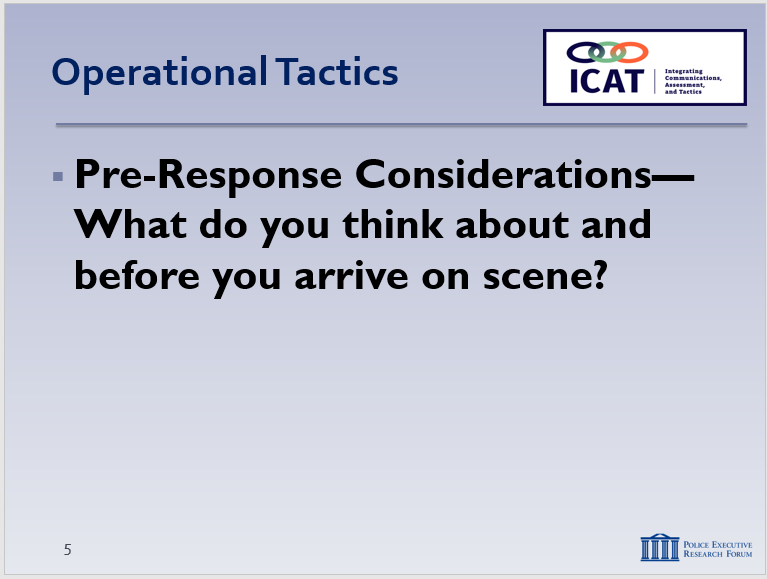 Operational Tactics
ICAT
Integrating
Communications,
Assessment,
and Tactics
Pre-Response Considerations—
What do you think about and
before you arrive on scene?
5
Police Executive
Research Forum